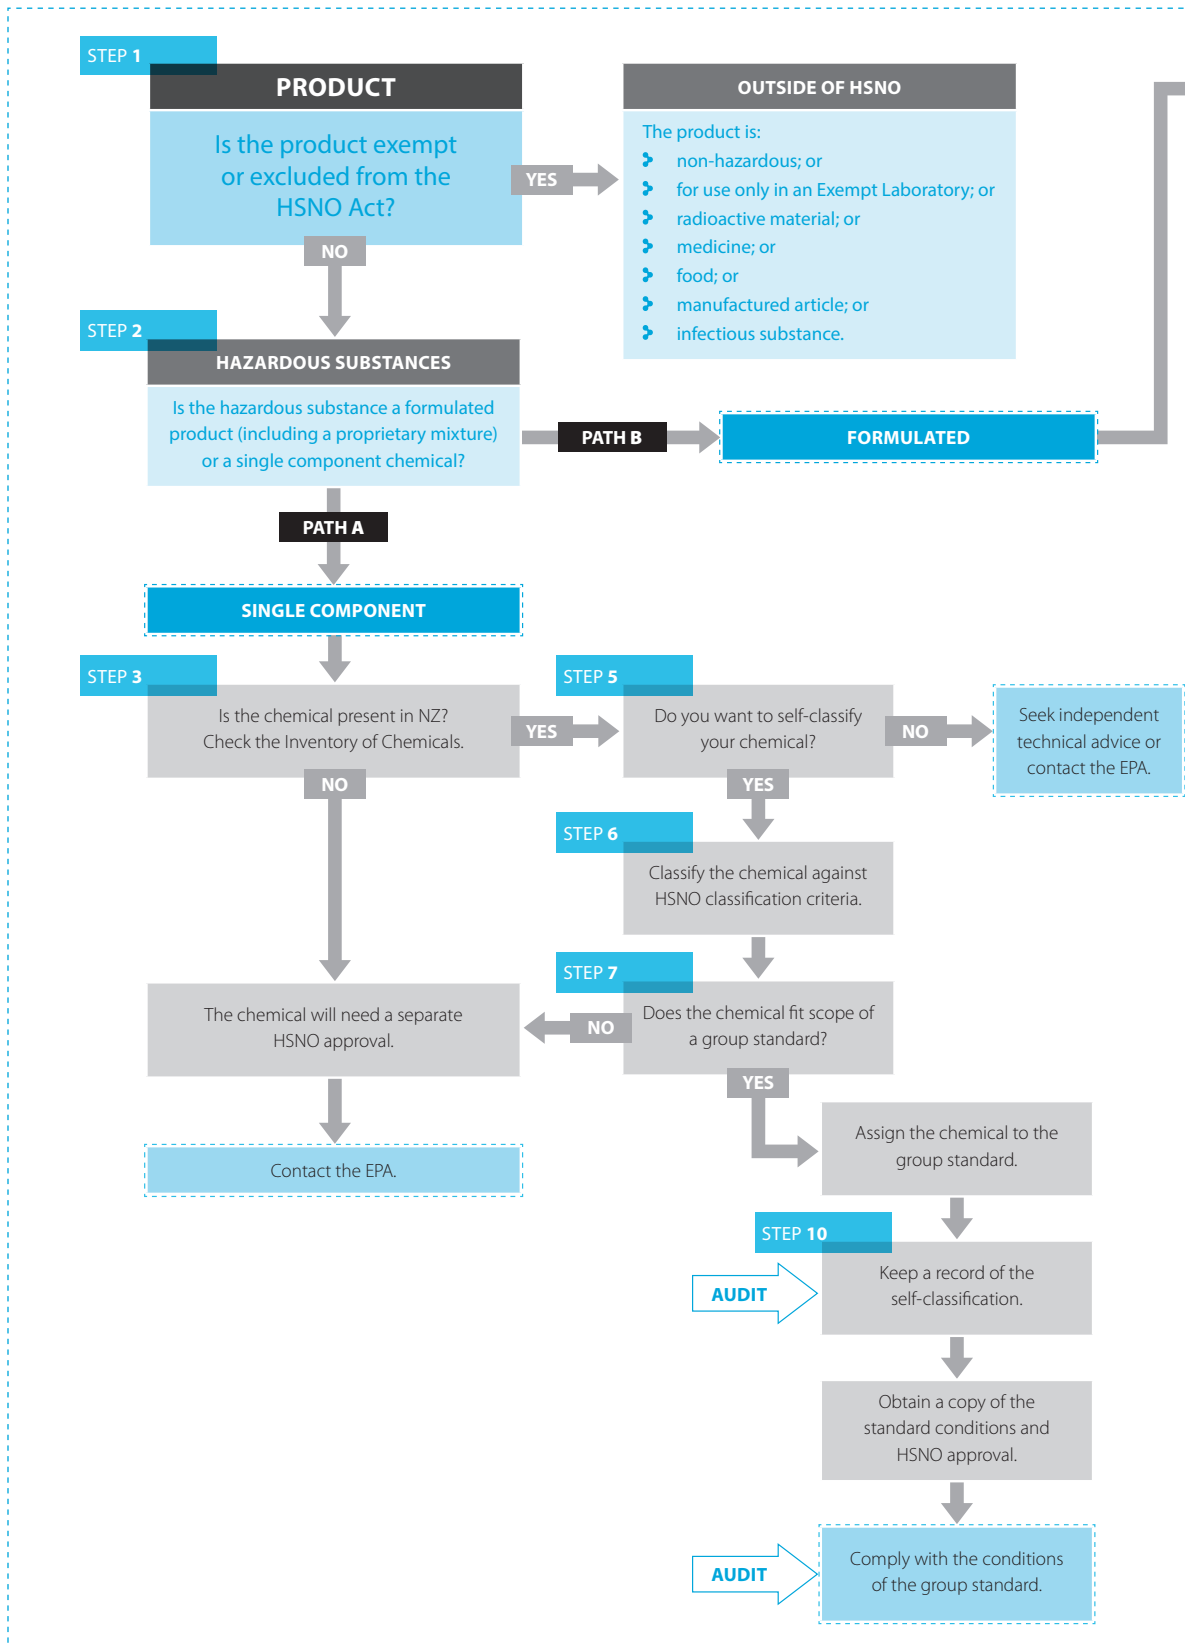 STEP 1
PRODUCT
Is the product exempt
or excluded from the
HSNO Act?
YES
NO
OUTSIDE OF HSNO
The product is:
non-hazardous; or
for use only in an Exempt Laboratory; or
radioactive material; or
medicine; or
food; or
manufactured article; or
infectious substance.
STEP 2
HAZARDOUS SUBSTANCES
Is the hazardous substance a formulated
product (including a proprietary mixture)
or a single component chemical?
PATH B
FORMULATED
PATH A
SINGLE COMPONENT
STEP 3
Is the chemical present in NZ?
Check the Inventory of Chemicals.
YES
NO
STEP 5
Do you want to self-classify
your chemical?
NO
Seek independent
technical advice or
contact the EPA.
YES
STEP 6
Classify the chemical against
HSNO classification criteria.
STEP 7
Does the chemical fit scope of
a group standard?
NO
The chemical will need a separate
HSNO approval.
Contact the EPA.
YES
Assign the chemical to the
group standard.
STEP 10
AUDIT
Keep a record of the
self-classification.
Obtain a copy of the
standard conditions and
HSNO approval.
AUDIT
Comply with the conditions
of the group standard.